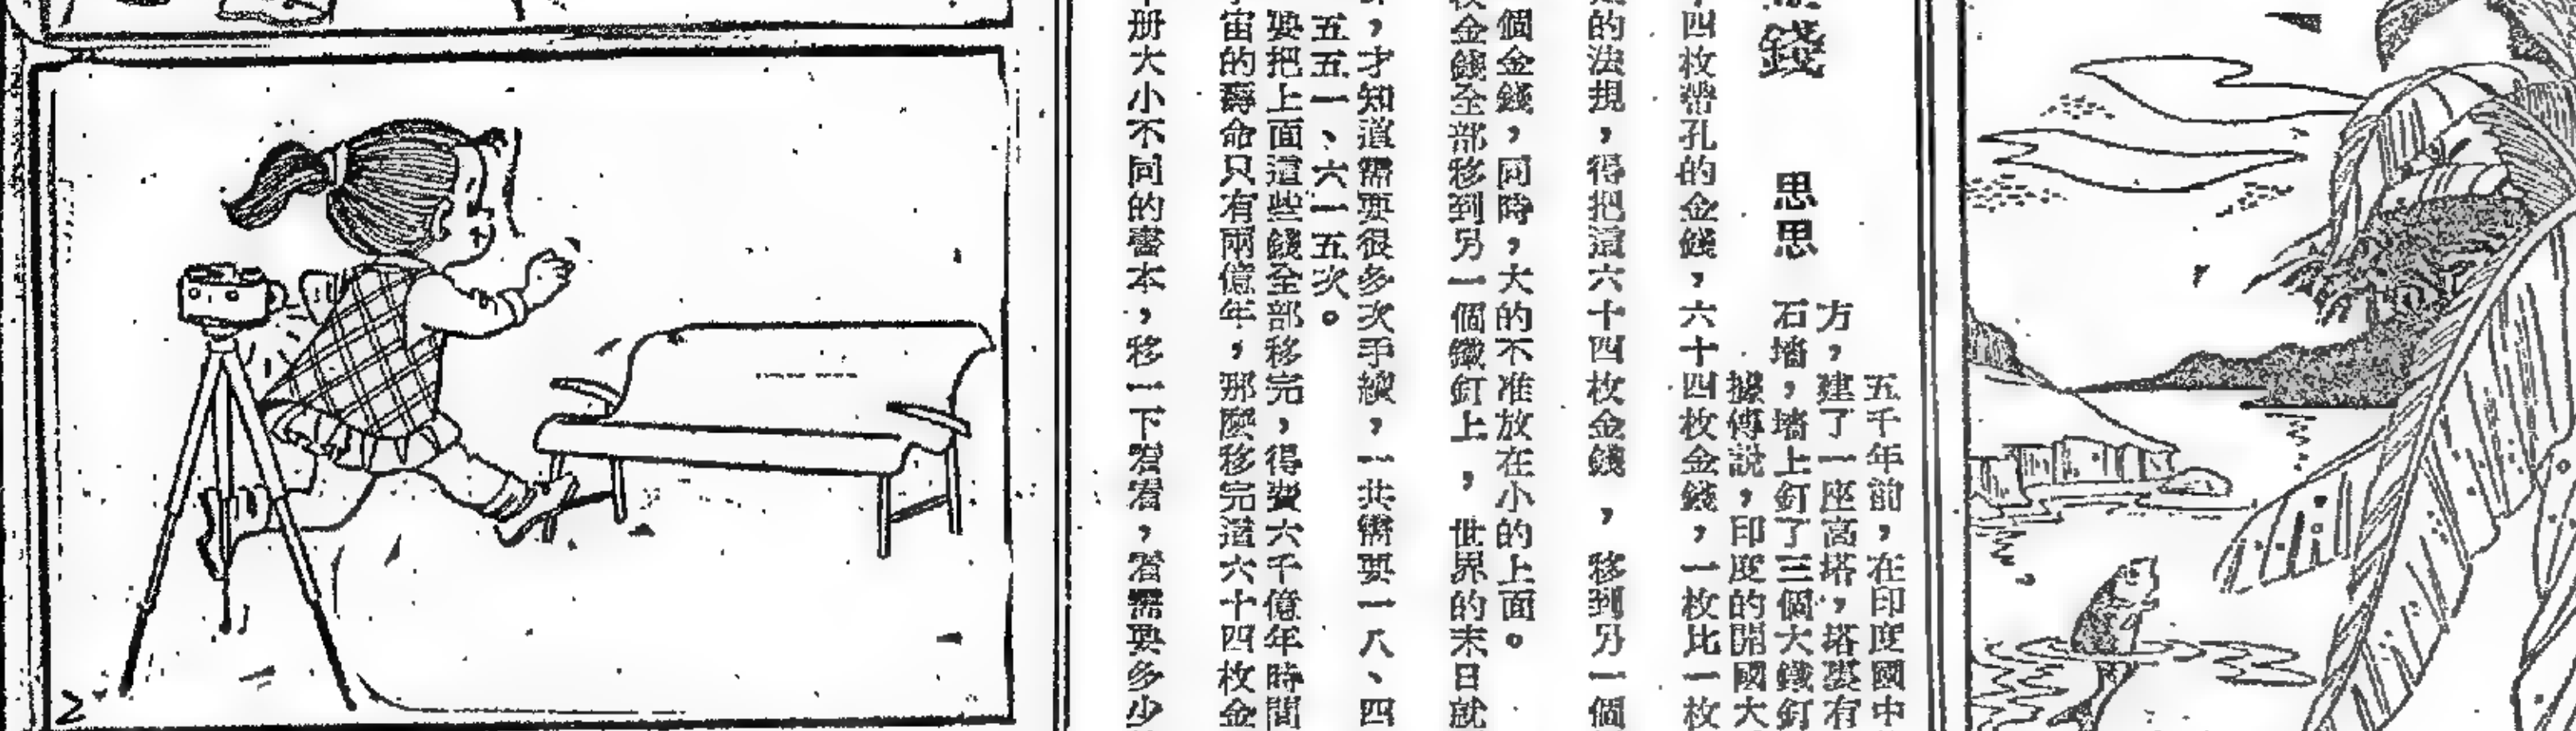 錢
思思
五千年前，在印度國中
方，建了一座高塔，塔裏有
石墻，墻上釘了三個大鐵釘
據傳說，印度的開國大
四枚帶孔的金錢，六十四枚金錢，一枚比一枚
的法規，得把這六十四枚金錢，移到另一個
個金錢，同時，大的不准放在小的上面。
金錢全部移到另一個鐵釘上，世界的末日就
，才知道需要很多次手續，一共需要一八、四
五五一、六一五次。
要把上面這些錢全部移完，得費六千億年時間
宙的壽命只有兩億年，那麼移完這六十四枚金
册大小不同的書本，移一下看看，看需要多少
2